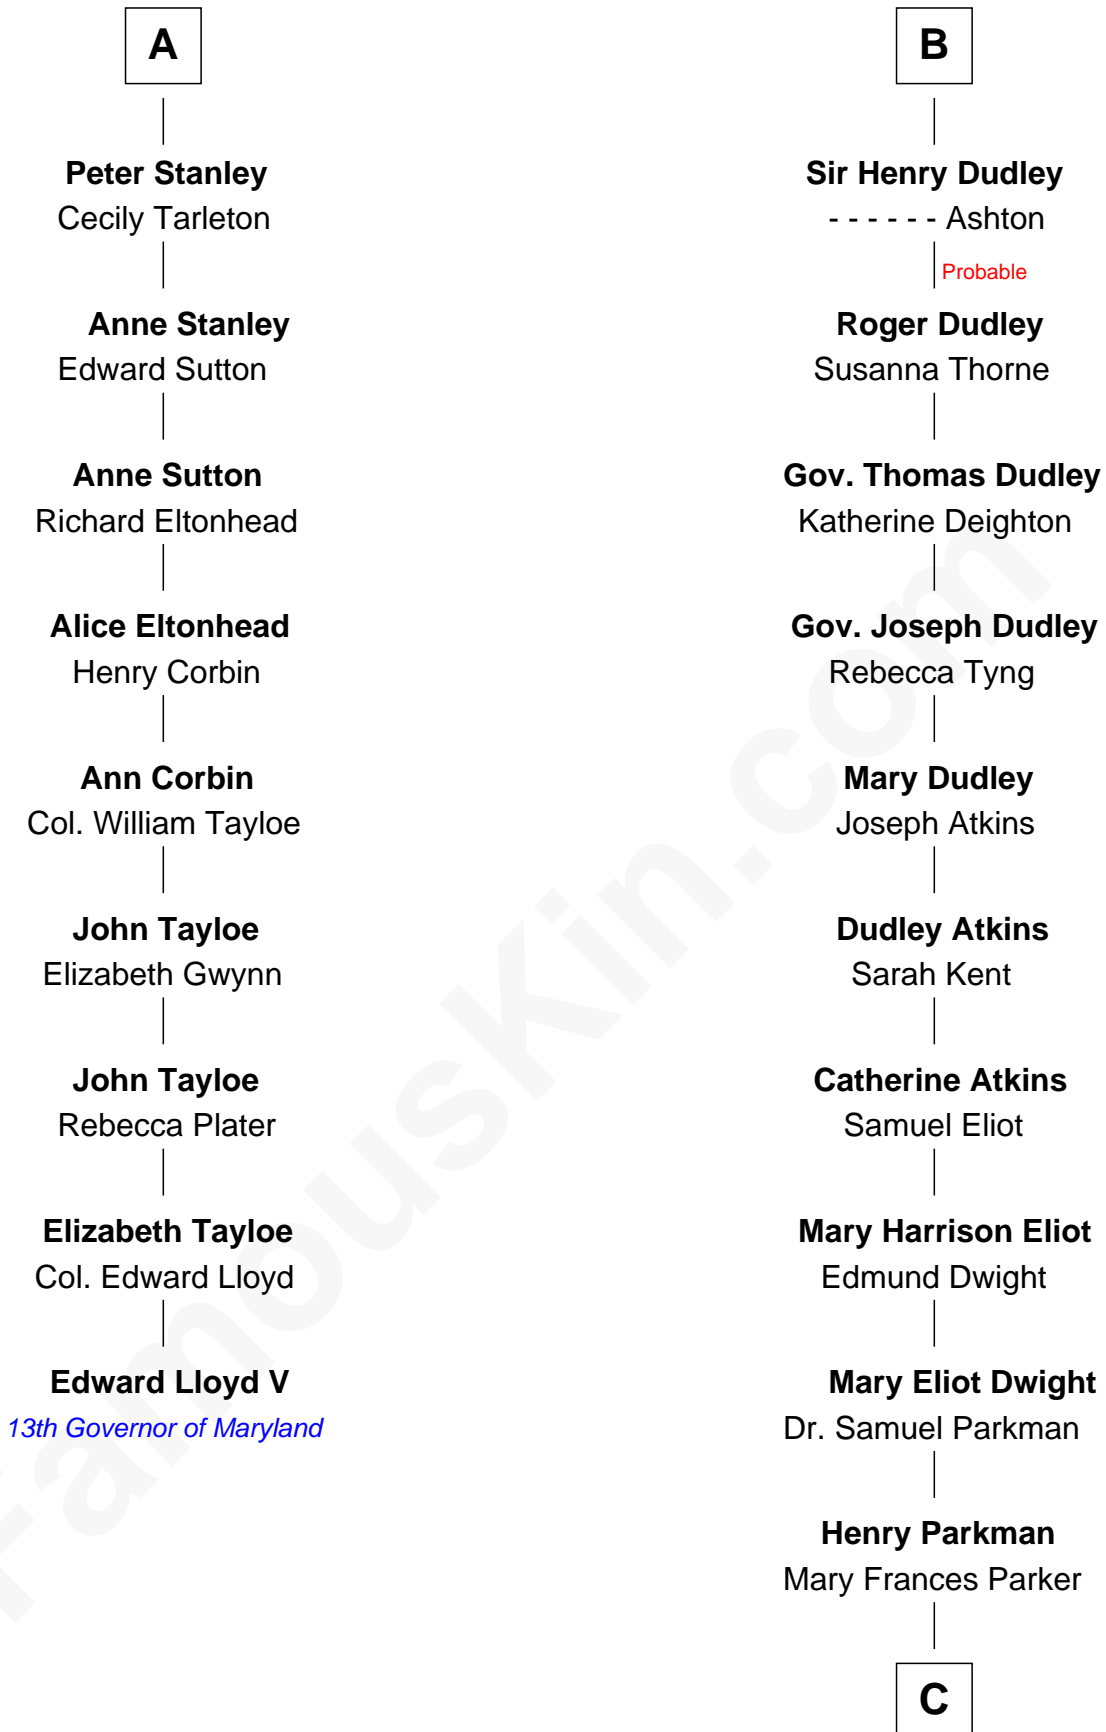 A
Peter Stanley
Cecily Tarleton
Anne Stanley
Edward Sutton
Anne Sutton
Richard Eltonhead
Alice Eltonhead
Henry Corbin
Ann Corbin
Col. William Tayloe
John Tayloe
Elizabeth Gwynn
John Tayloe
Rebecca Plater
Elizabeth Tayloe
Col. Edward Lloyd
Edward Lloyd V
13th Governor of Maryland
B
Sir Henry Dudley
- - - - - - Ashton
Probable
Roger Dudley
Susanna Thorne
Gov. Thomas Dudley
Katherine Deighton
Gov. Joseph Dudley
Rebecca Tyng
Mary Dudley
Joseph Atkins
Dudley Atkins
Sarah Kent
Catherine Atkins
Samuel Eliot
Mary Harrison Eliot
Edmund Dwight
Mary Eliot Dwight
Dr. Samuel Parkman
Henry Parkman
Mary Frances Parker
C
FamousKin.com